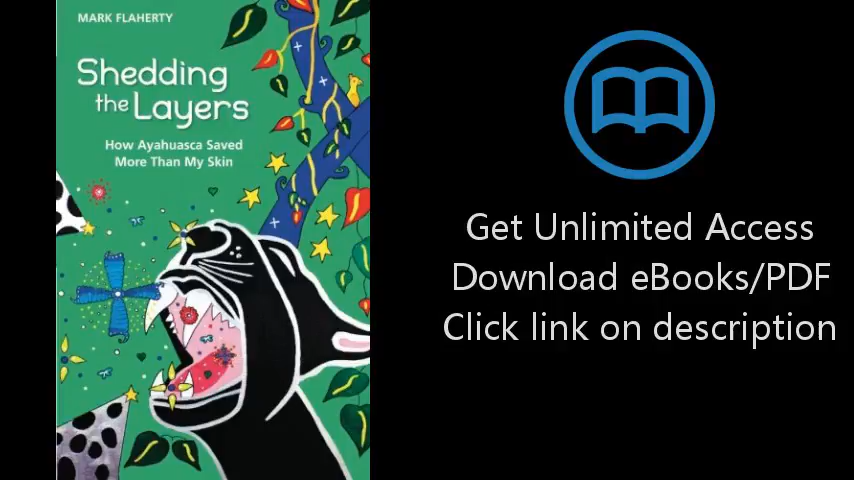 MARK FLAHERTY
Shedding
the Layers
How Ayahuasca Saved
More Than My Skin
Get Unlimited Access
Download eBooks/PDF
Click link on description